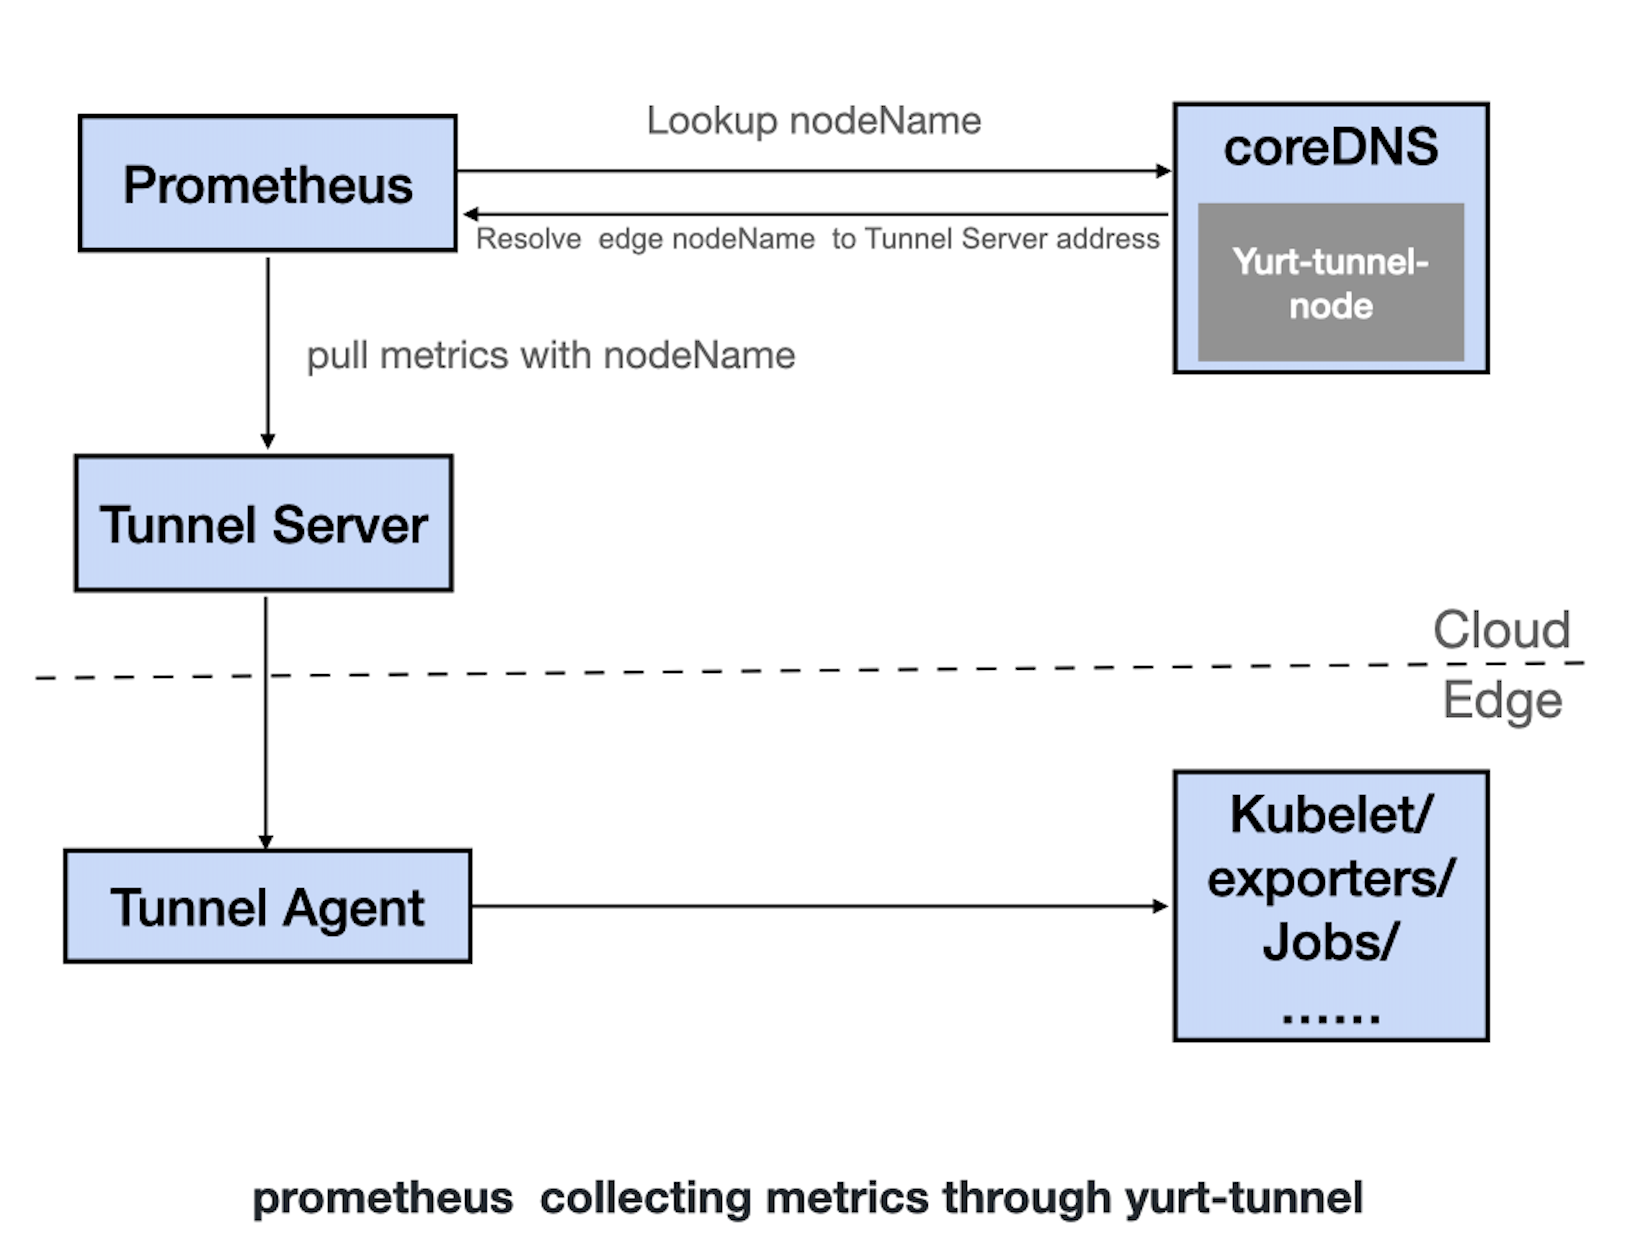 Lookup nodeName
coreDNS
Prometheus
Resolve edge nodeName to Tunnel Server address
Yurt-tunnel-
node
pull metrics with nodeName
Tunnel Server
Cloud
Edge
Kubelet/
exporters/
Jobs/
......
Tunnel Agent
prometheus collecting metrics through yurt-tunnel